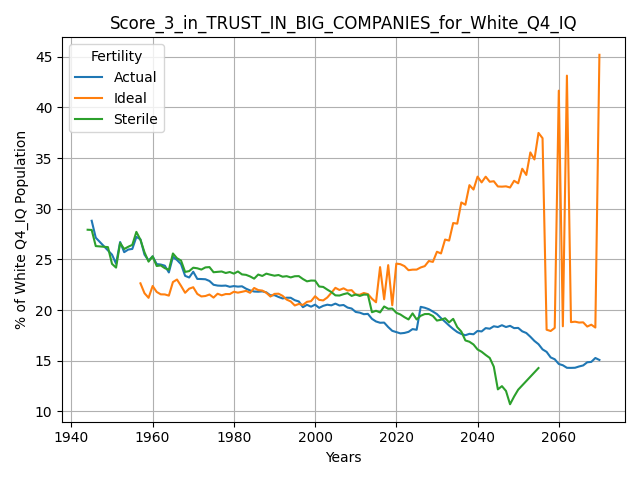 Score_3_in_TRUST_IN_BIG_COMPANIES_for_White_Q4_IQ
Fertility
Actual
Ideal
Sterile
% of White Q4_IQ Population
45
40
35
30
25
20
15
10
1940
1960
1980
2000
2020
2040
2060
Years